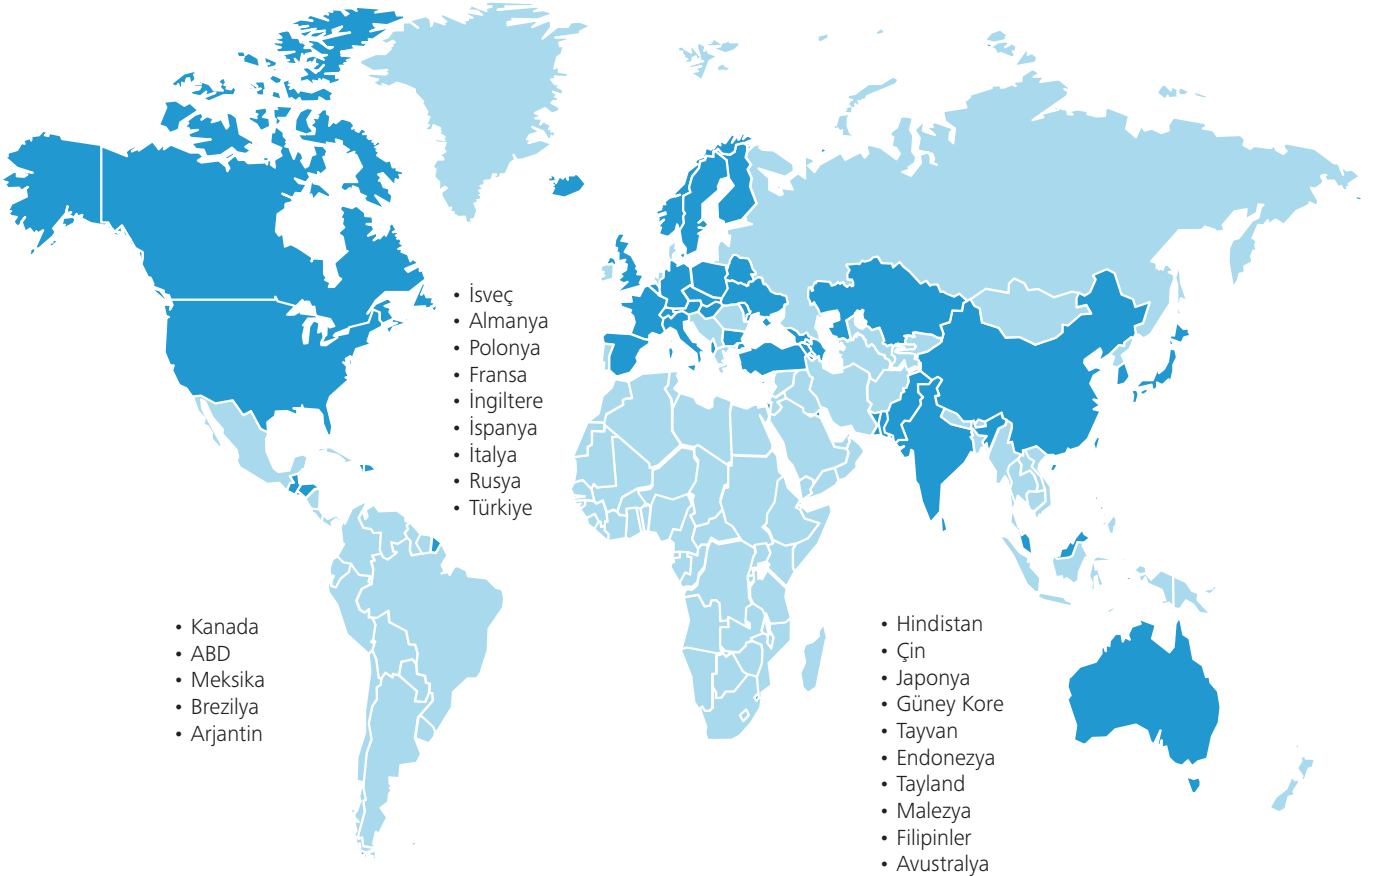 • İsveç
• Almanya
• Polonya
• Fransa
• İngiltere
• İspanya
• İtalya
• Rusya
• Türkiye
• Kanada
• ABD
• Meksika
• Brezilya
• Arjantin
• Hindistan
• Çin
• Japonya
• Güney Kore
• Tayvan
• Endonezya
• Tayland
• Malezya
• Filipinler
• Avustralya